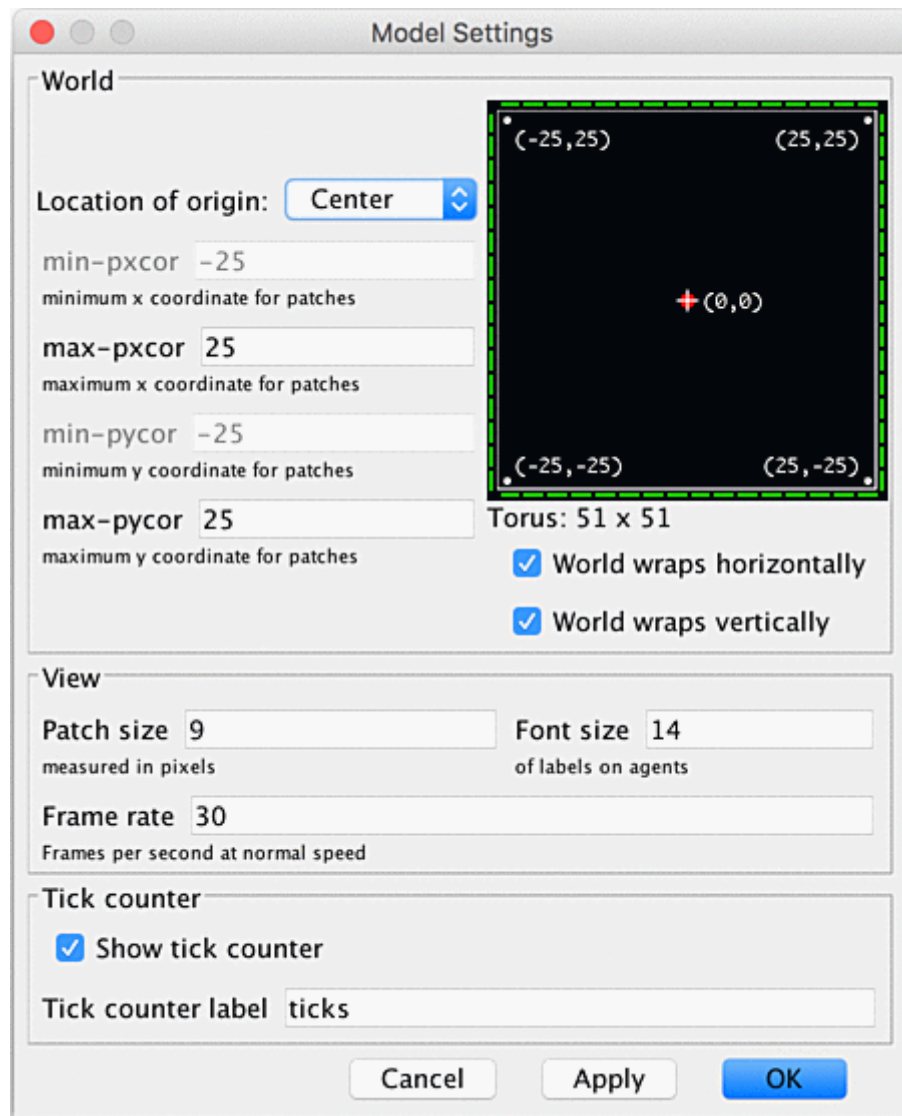 Model Settings
World
(-25,25) (25,25)
Location of origin: Center
min-pxcor -25
minimum x coordinate for patches
(0,0)
max-pxcor 25
maximum x coordinate for patches
min-pycor -25
minimum y coordinate for patches
(-25,-25) (25,-25)
max-pycor 25
maximum y coordinate for patches
Torus: 51 x 51
World wraps horizontally
World wraps vertically
View
Patch size 9
measured in pixels
Font size 14
of labels on agents
Frame rate 30
Frames per second at normal speed
Tick counter
Show tick counter
Tick counter label ticks
Cancel Apply OK